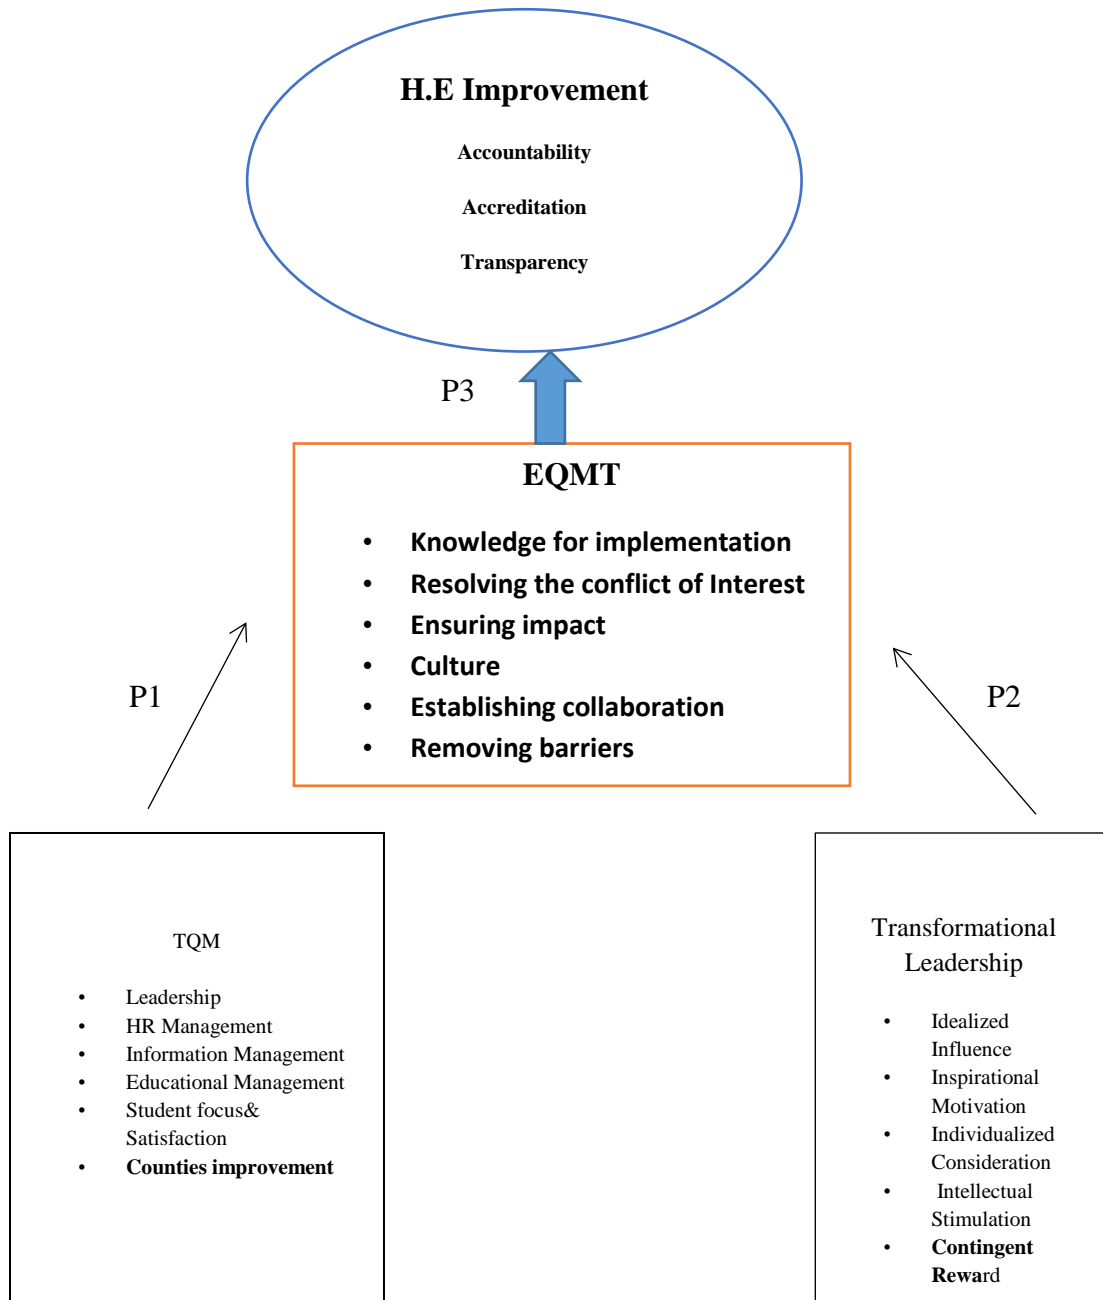 H.E Improvement
Accountability
Accreditation
Transparency
P3
EQMT
• Knowledge for implementation
• Resolving the conflict of Interest
• Ensuring impact
• Culture
• Establishing collaboration
• Removing barriers
P1
P2
TQM
• Leadership
• HR Management
• Information Management
• Educational Management
• Student focus&
Satisfaction
• Counties improvement
Transformational
Leadership
• Idealized
Influence
• Inspirational
Motivation
• Individualized
Consideration
• Intellectual
Stimulation
• Contingent
Reward